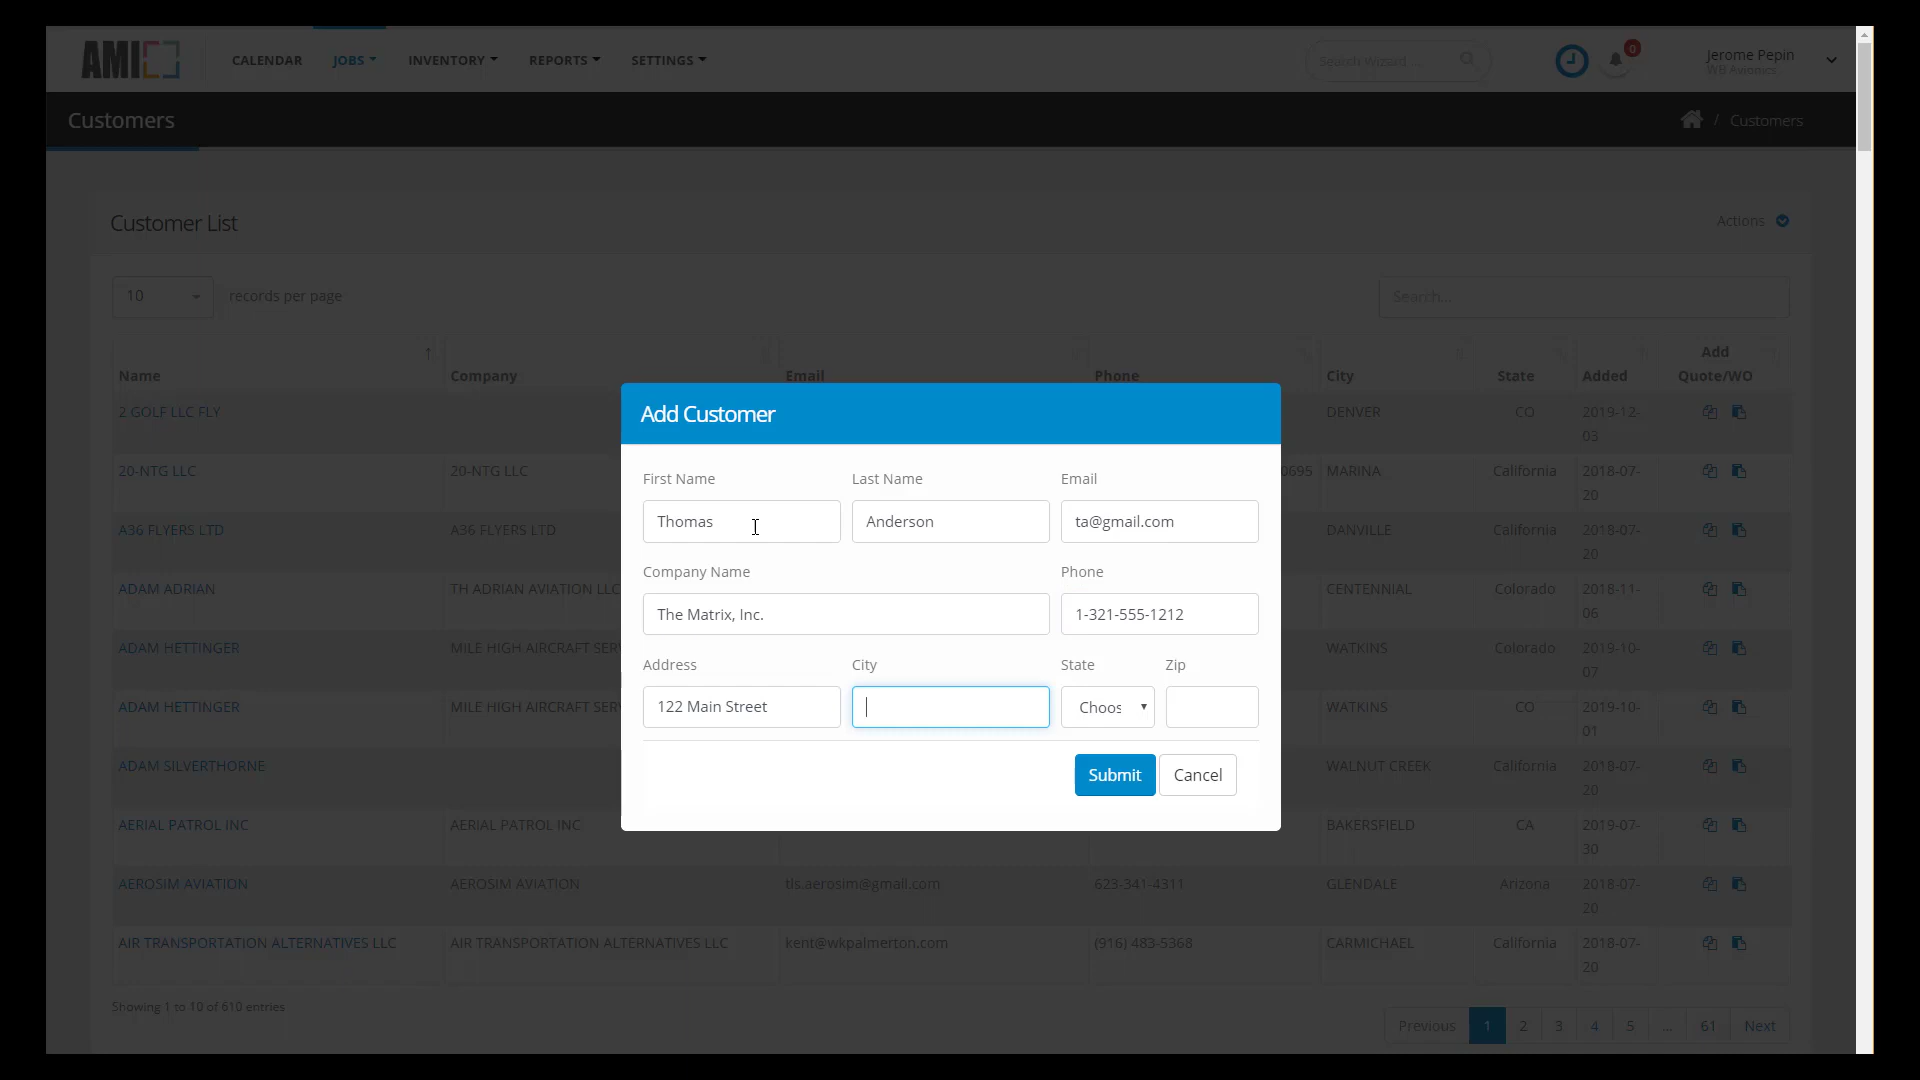 AMI
CALENDAR JOBS INVENTORY REPORTS SETTINGS
Search Wusud ...
0
Jerome Pepin
WB Avionics
Customers
/ Customers
Customer List
Actions
10 records per page
Search...
Name Company Email Phone City State Added Add Quote/WO
2 GOLF LLC FLY DENVER CO 2019-12-03
20-NTG LLC 20-NTG LLC 0695 MARINA California 2018-07-20
A36 FLYERS LTD A36 FLYERS LTD DANVILLE California 2018-07-20
ADAM ADRIAN TH ADRIAN AVIATION LLC CENTENNIAL Colorado 2018-11-06
ADAM HETTINGER MILE HIGH AIRCRAFT SER WATKINS Colorado 2019-10-07
ADAM HETTINGER MILE HIGH AIRCRAFT SER WATKINS CO 2019-10-01
ADAM SILVERTHORNE WALNUT CREEK California 2018-07-20
AERIAL PATROL INC AERIAL PATROL INC BAKERSFIELD CA 2019-07-30
AEROSIM AVIATION AEROSIM AVIATION tls.aerosim@gmail.com 623-341-4311 GLENDALE Arizona 2018-07-20
AIR TRANSPORTATION ALTERNATIVES LLC AIR TRANSPORTATION ALTERNATIVES LLC kent@wkpalmerton.com (916) 483-5368 CARMICHAEL California 2018-07-20
Showing 1 to 10 of 610 entries
Previous 1 2 3 4 5 ... 61 Next
Add Customer
First Name Last Name Email
Thomas Anderson ta@gmail.com
Company Name Phone
The Matrix, Inc. 1-321-555-1212
Address City State Zip
122 Main Street Choos
Submit Cancel